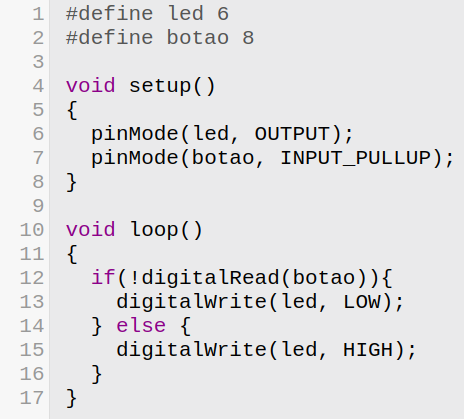 1 #define led 6
2 #define botao 8
3
4 void setup()
5 {
6   pinMode(led, OUTPUT);
7   pinMode(botao, INPUT_PULLUP);
8 }
9
10 void loop()
11 {
12   if(!digitalRead(botao)){
13     digitalWrite(led, LOW);
14   } else {
15     digitalWrite(led, HIGH);
16   }
17 }